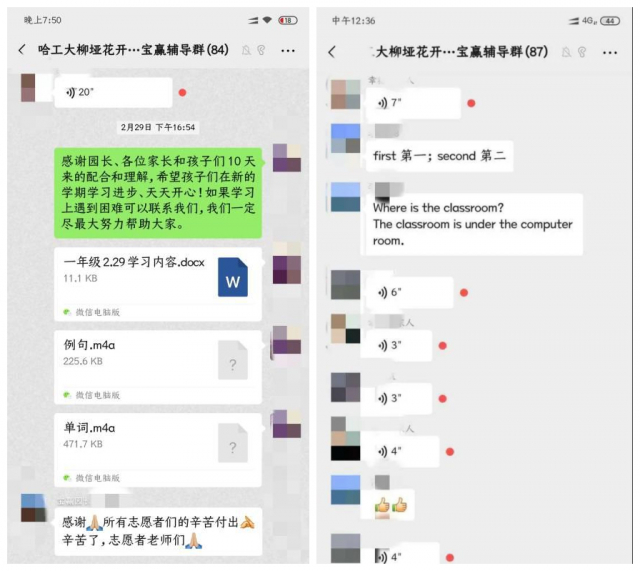 晚上7:50
18
哈工大柳垭花开…宝赢辅导群(84)
20"
2月29日 下午16:54
感谢园长、各位家长和孩子们10天
来的配合和理解,希望孩子们在新的
学期学习进步、天天开心!如果学习
上遇到困难可以联系我们,我们一定
尽最大努力帮助大家。
一年级2.29学习内容.docx
11.1 KB
W
微信电脑版
例句.m4a
225.6 KB
?
微信电脑版
单词.m4a
471.7 KB
?
微信电脑版
感谢🙏所有志愿者们的辛苦付出👏
辛苦了,志愿者老师们🙏
中午12:36
4G
44
大柳垭花开…宝赢辅导群(87)
人
7"
first 第一; second 第二
Where is the classroom?
The classroom is under the computer
room.
6"
人
3"
3"
人
4"
👍👍
4"